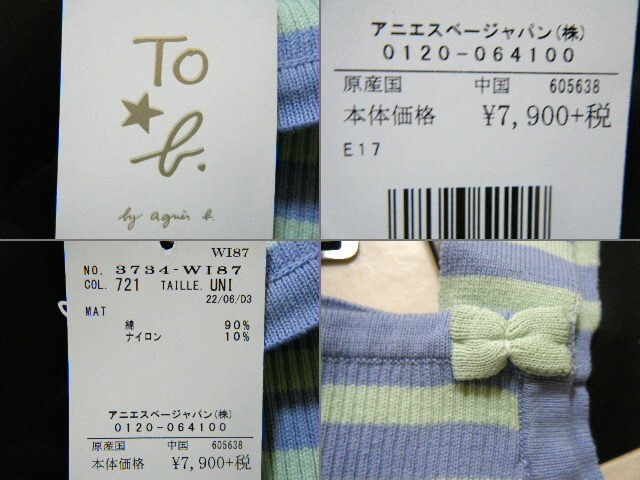 To
b.
by agnès b.
アニエスベージャパン(株)
0120-064100
原産国 中国 605638
本体価格 ¥7,900+税
E17
WI87
NO. 3734-WI87
COL. 721 TAILLE. UNI
22/06/D3
MAT
綿 90%
ナイロン 10%
アニエスベージャパン(株)
0120-064100
原産国 中国 605638
本体価格 ¥7,900+税